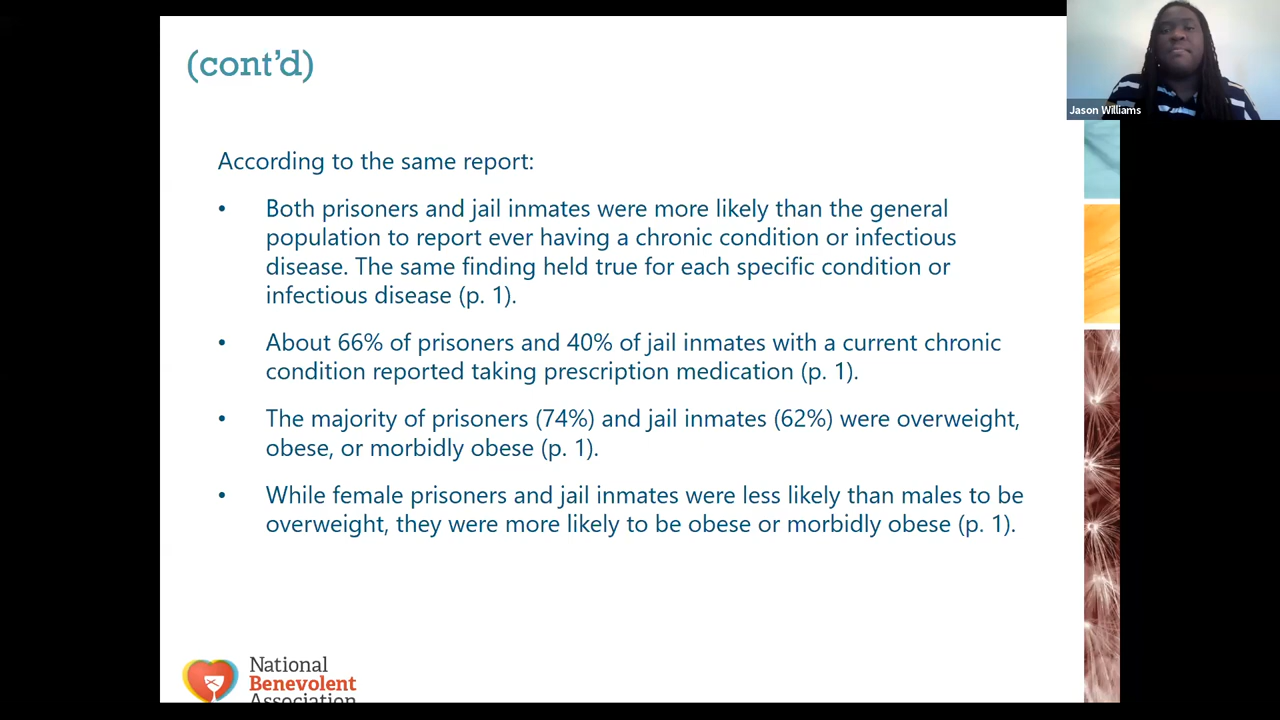 (cont’d)
Jason Williams
According to the same report:
• Both prisoners and jail inmates were more likely than the general
population to report ever having a chronic condition or infectious
disease. The same finding held true for each specific condition or
infectious disease (p. 1).
• About 66% of prisoners and 40% of jail inmates with a current chronic
condition reported taking prescription medication (p. 1).
• The majority of prisoners (74%) and jail inmates (62%) were overweight,
obese, or morbidly obese (p. 1).
• While female prisoners and jail inmates were less likely than males to be
overweight, they were more likely to be obese or morbidly obese (p. 1).
National
Benevolent
Association